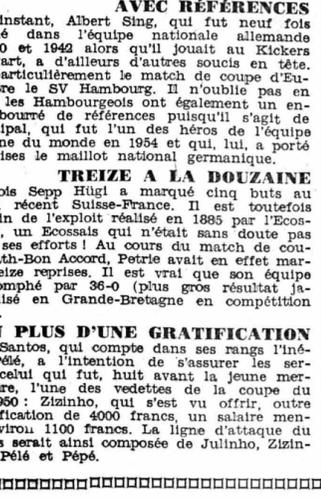 AVEC RÉFÉRENCES
instant, Albert Sing, qui fut neuf fois
é dans l'équipe nationale allemande
0 et 1942 alors qu'il jouait au Kickers
art, a d'ailleurs d'autres soucis en tête.
articulièrement le match de coupe d'Eu-
re le SV Hambourg. Il n'oublie pas en
les Hambourgeois ont également un en-
bourré de références puisqu'il s'agit de
ipal, qui fut l'un des héros de l'équipe
ne du monde en 1954 et qui, lui, a porté
ises le maillot national germanique.
TREIZE A LA DOUZAINE
ois Sepp Hügi a marqué cinq buts au
récent Suisse-France. Il est toutefois
in de l'exploit réalisé en 1885 par l'Ecos-
, un Ecossais qui n'était sans doute pas
ses efforts ! Au cours du match de cou-
th-Bon Accord, Petrie avait en effet mar-
eize reprises. Il est vrai que son équipe
omphé par 36-0 (plus gros résultat ja-
lisé en Grande-Bretagne en compétition
.
N PLUS D'UNE GRATIFICATION
Santos, qui compte dans ses rangs l'iné-
Pélé, a l'intention de s'assurer les ser-
celui qui fut, huit avant la jeune mer-
re, l'une des vedettes de la coupe du
950 : Zizinho, qui s'est vu offrir, outre
ification de 4000 francs, un salaire men-
viron 1100 francs. La ligne d'attaque du
s serait ainsi composée de Julinho, Zizin-
Pélé et Pépé.